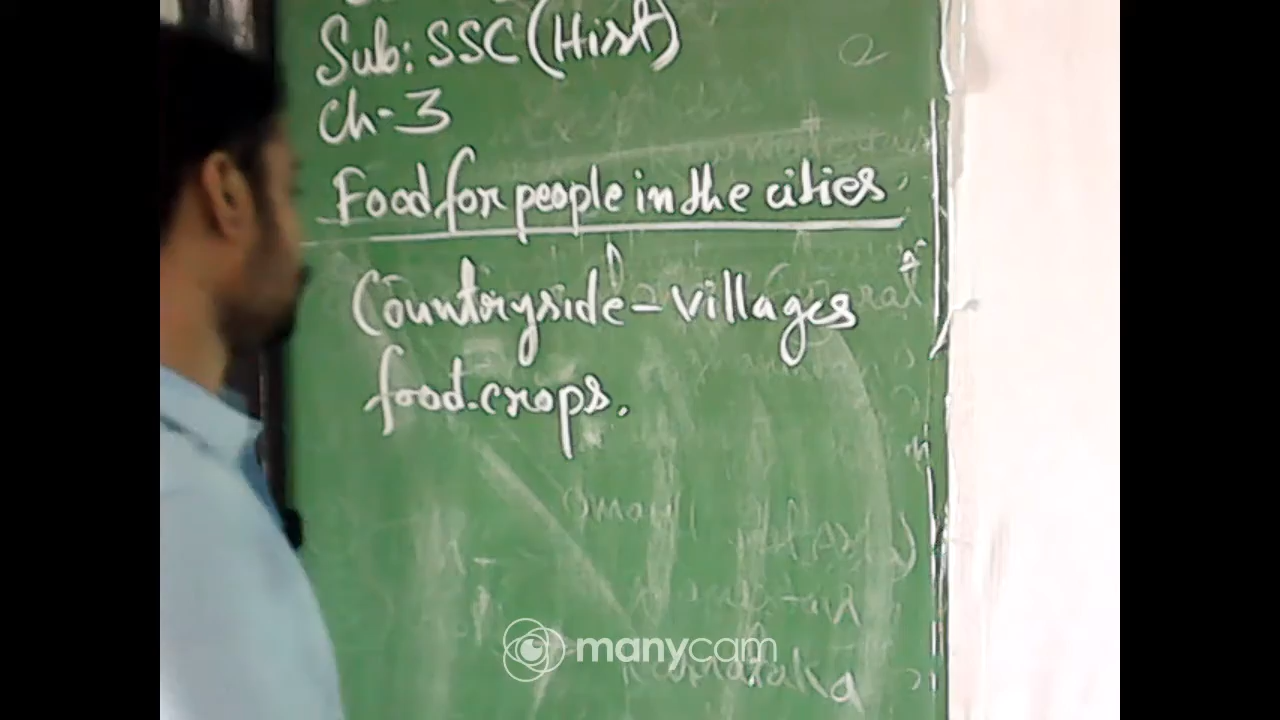 Sub: SSC (Hist)
Ch-3
Food for people in the cities
Countryside - villages
food crops.
manycam